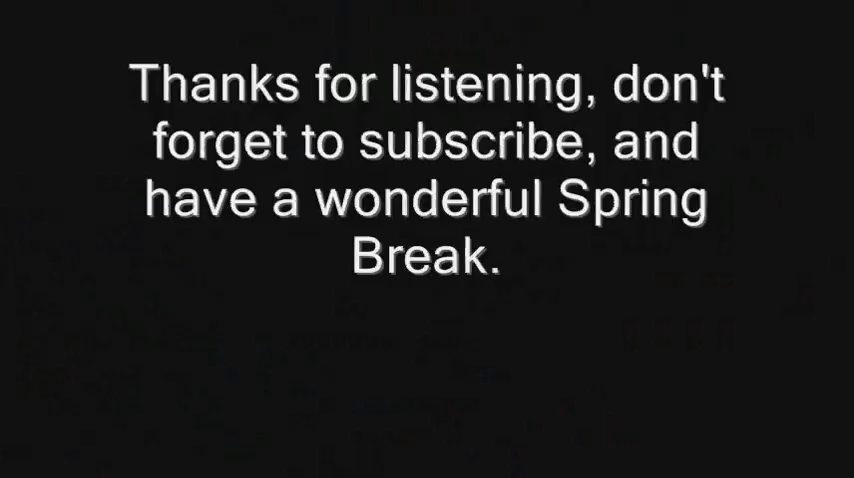 Thanks for listening, don't
forget to subscribe, and
have a wonderful Spring
Break.